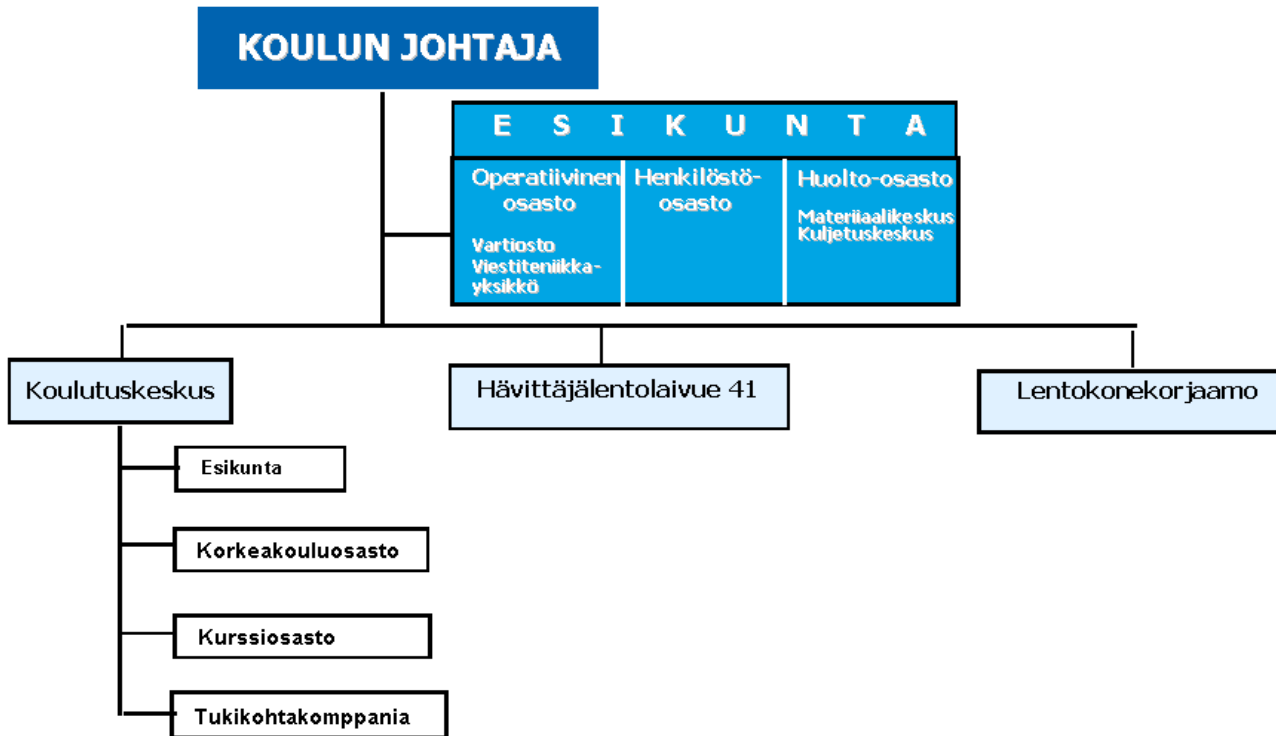 KOULUN JOHTAJA
E S I K U N T A
Operatiivinen
osasto
Vartiosto
Viestiteniikka-
yksikkö
Henkilöstö-
osasto
Huolto-osasto
Materiiaalikeskus
Kuljetuskeskus
Koulutuskeskus
Hävittäjälentolaivue 41
Lentokonekorjaamo
Esikunta
Korkeakouluosasto
Kurssiosasto
Tukikohtakomppania